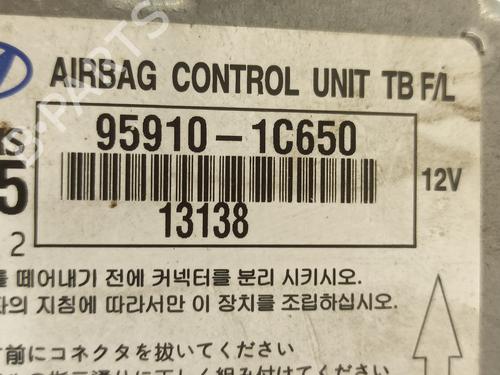 AIRBAG CONTROL UNIT TB F/L
95910-1C650
13138
12V
5
2
떼어내기 전에 커넥터를 분리 시키시오.
지침에 따라서만 이 장치를 조립하십시오.
前にコネクタを抜いてください